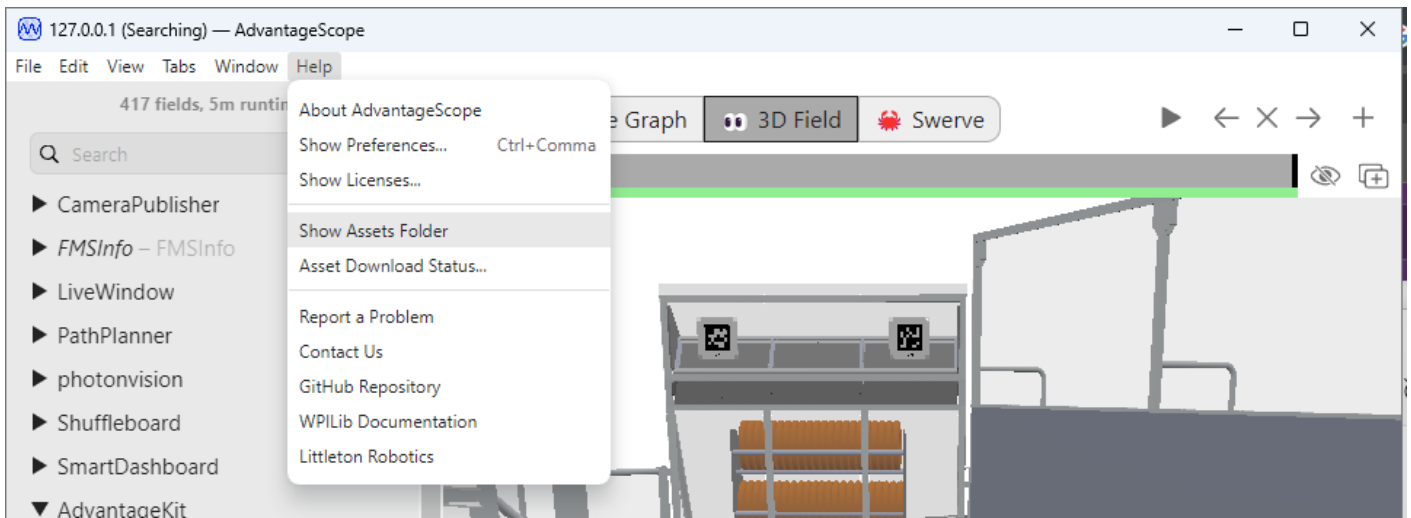 127.0.0.1 (Searching) — AdvantageScope
File Edit View Tabs Window Help
417 fields, 5m
About AdvantageScope
Show Preferences... Ctrl+Comma
Show Licenses...
Show Assets Folder
Asset Download Status...
Report a Problem
Contact Us
GitHub Repository
WPILib Documentation
Littleton Robotics
Graph
3D Field
Swerve
Search
CameraPublisher
FMSInfo – FMSInfo
LiveWindow
PathPlanner
photonvision
Shuffleboard
SmartDashboard
AdvantageKit